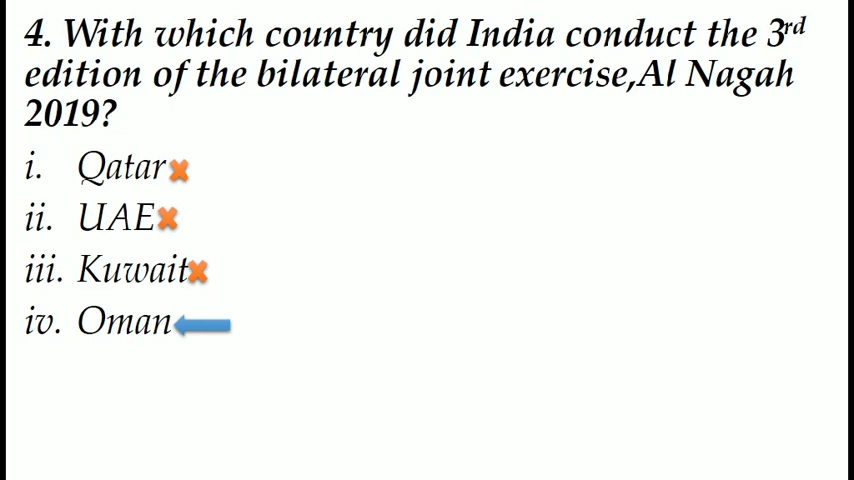 4. With which country did India conduct the 3rd
edition of the bilateral joint exercise,Al Nagah
2019?
i. Qatar
ii. UAE
iii. Kuwait
iv. Oman